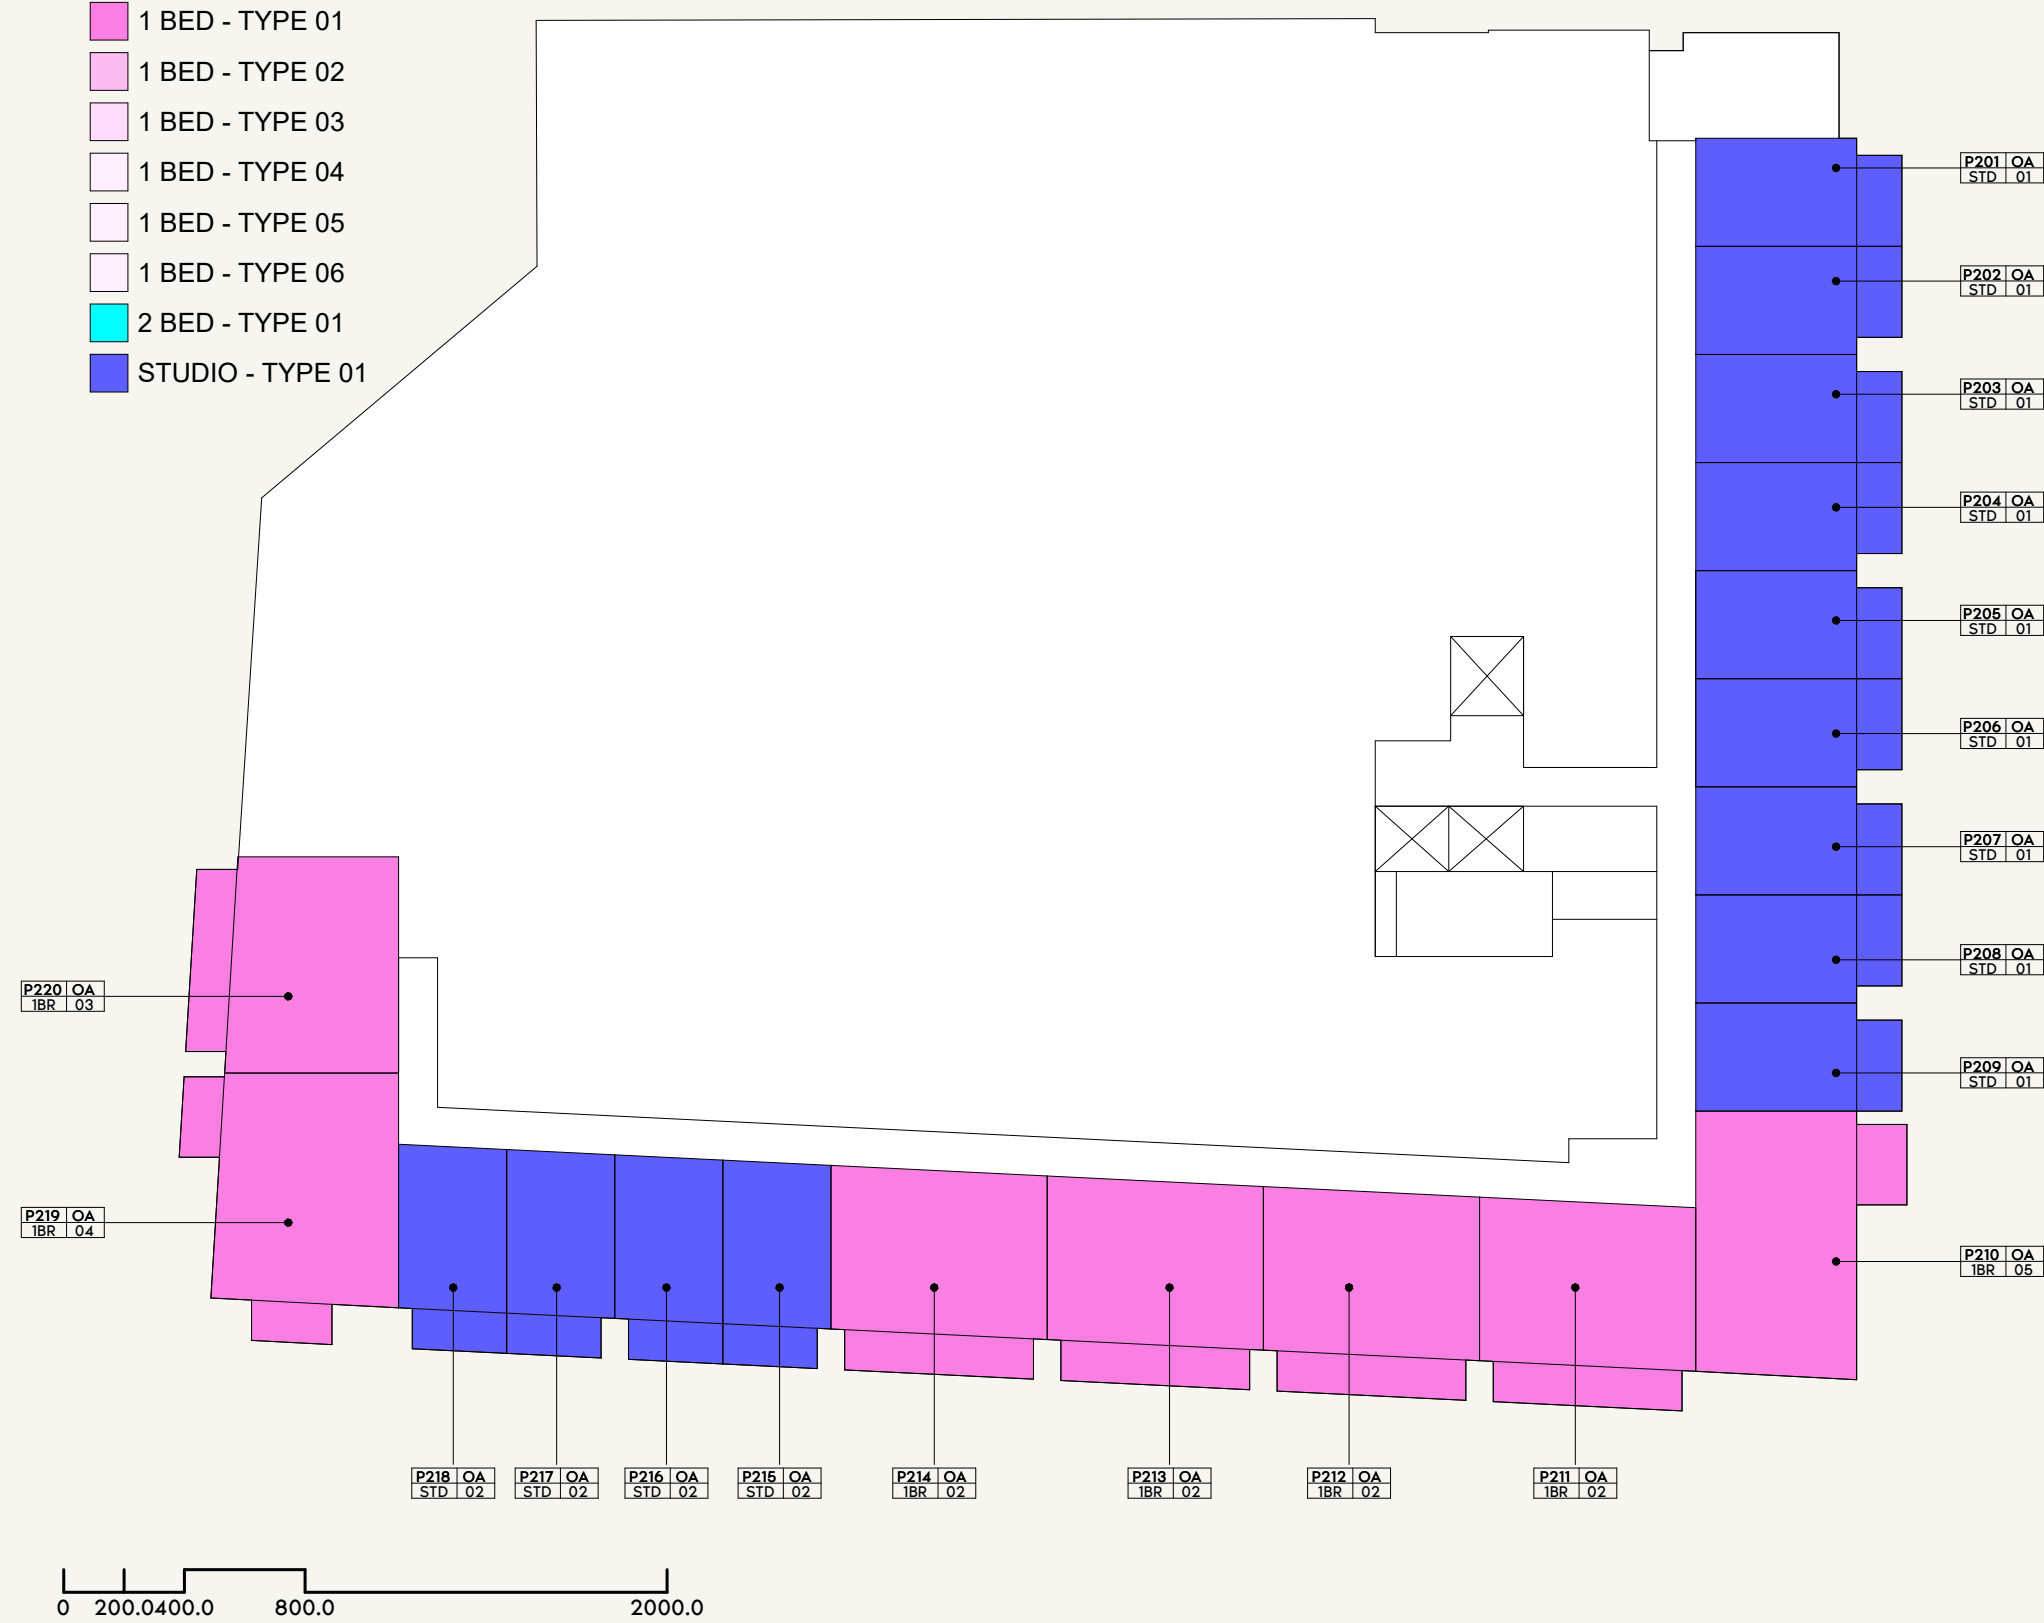 1 BED - TYPE 01
1 BED - TYPE 02
1 BED - TYPE 03
1 BED - TYPE 04
1 BED - TYPE 05
1 BED - TYPE 06
2 BED - TYPE 01
STUDIO - TYPE 01
P201 OA
STD 01
P202 OA
STD 01
P203 OA
STD 01
P204 OA
STD 01
P205 OA
STD 01
P206 OA
STD 01
P207 OA
STD 01
P208 OA
STD 01
P209 OA
STD 01
P210 OA
1BR 05
P220 OA
1BR 03
P219 OA
1BR 04
P218 OA
STD 02
P217 OA
STD 02
P216 OA
STD 02
P215 OA
STD 02
P214 OA
1BR 02
P213 OA
1BR 02
P212 OA
1BR 02
P211 OA
1BR 02
0 200.0 400.0 800.0 2000.0